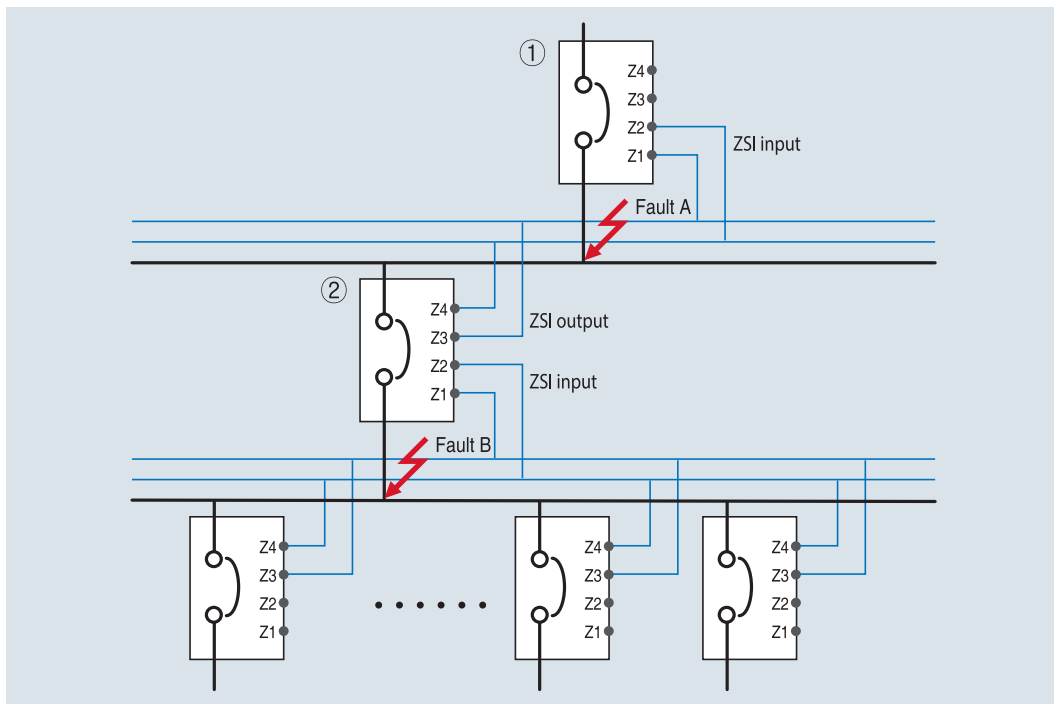 ①
Z4
Z3
Z2
Z1
ZSI input
Fault A
②
Z4
Z3
Z2
Z1
ZSI output
ZSI input
Fault B
Z4
Z3
Z2
Z1
Z4
Z3
Z2
Z1
Z4
Z3
Z2
Z1